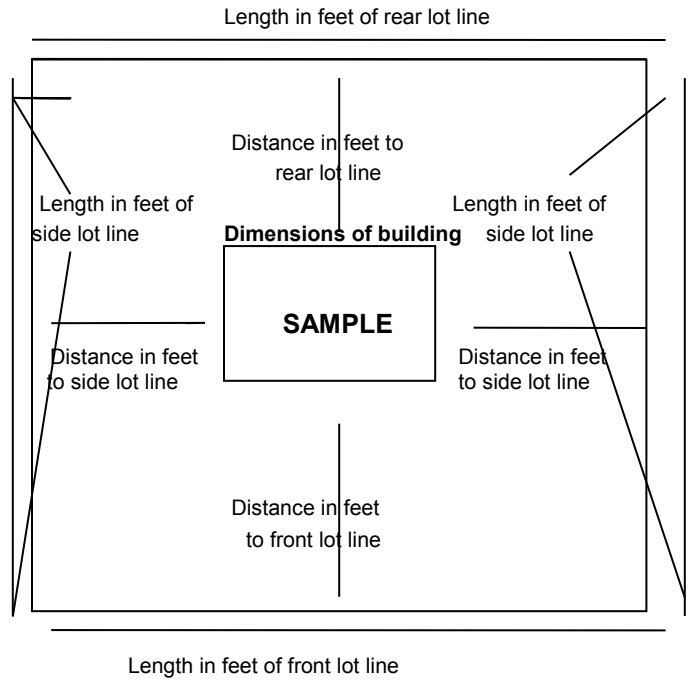 Length in feet of rear lot line
Distance in feet to
rear lot line
Length in feet of
side lot line
Length in feet of
side lot line
Dimensions of building
SAMPLE
Distance in feet
to side lot line
Distance in feet
to side lot line
Distance in feet
to front lot line
Length in feet of front lot line